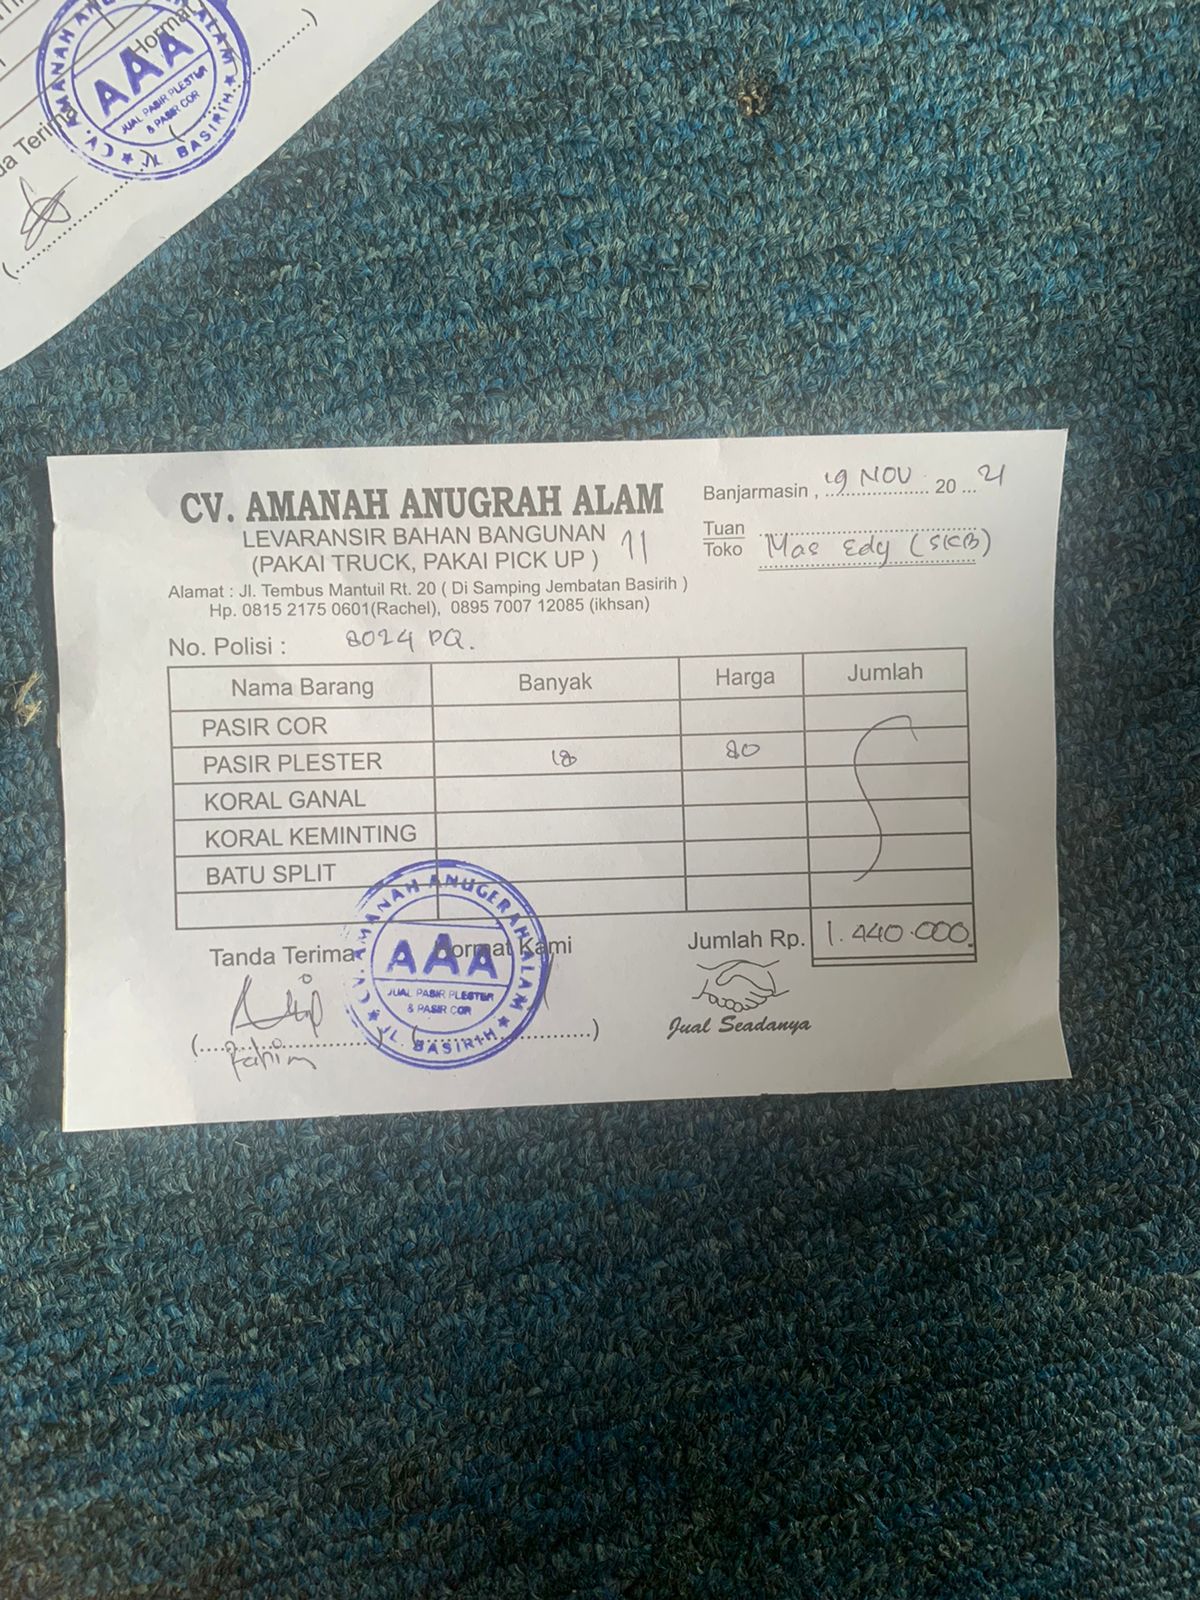 Hormat
da Terima
CV. AMANAH ANUGERAH ALAM
AAA
JUAL PASIR PLESTER
& PASIR COR
JL. BASIRIH
(....................)
CV. AMANAH ANUGRAH ALAM
LEVARANSIR BAHAN BANGUNAN
(PAKAI TRUCK, PAKAI PICK UP ) 11
Alamat : Jl. Tembus Mantuil Rt. 20 ( Di Samping Jembatan Basirih )
Hp. 0815 2175 0601(Rachel), 0895 7007 12085 (ikhsan)
Banjarmasin , 19 NOV 20 ... 21
Tuan
Toko Mas Edy (SKB)
No. Polisi : 8024 PQ.
Nama Barang Banyak Harga Jumlah
PASIR COR
PASIR PLESTER 18 80
KORAL GANAL
KORAL KEMINTING
BATU SPLIT
Jumlah Rp. 1.440.000
Tanda Terima Hormat Kami
CV. AMANAH ANUGERAH ALAM
AAA
JUAL PASIR PLESTER
& PASIR COR
JL. BASIRIH
(....................) (....................)
Fahim
Jual Seadanya